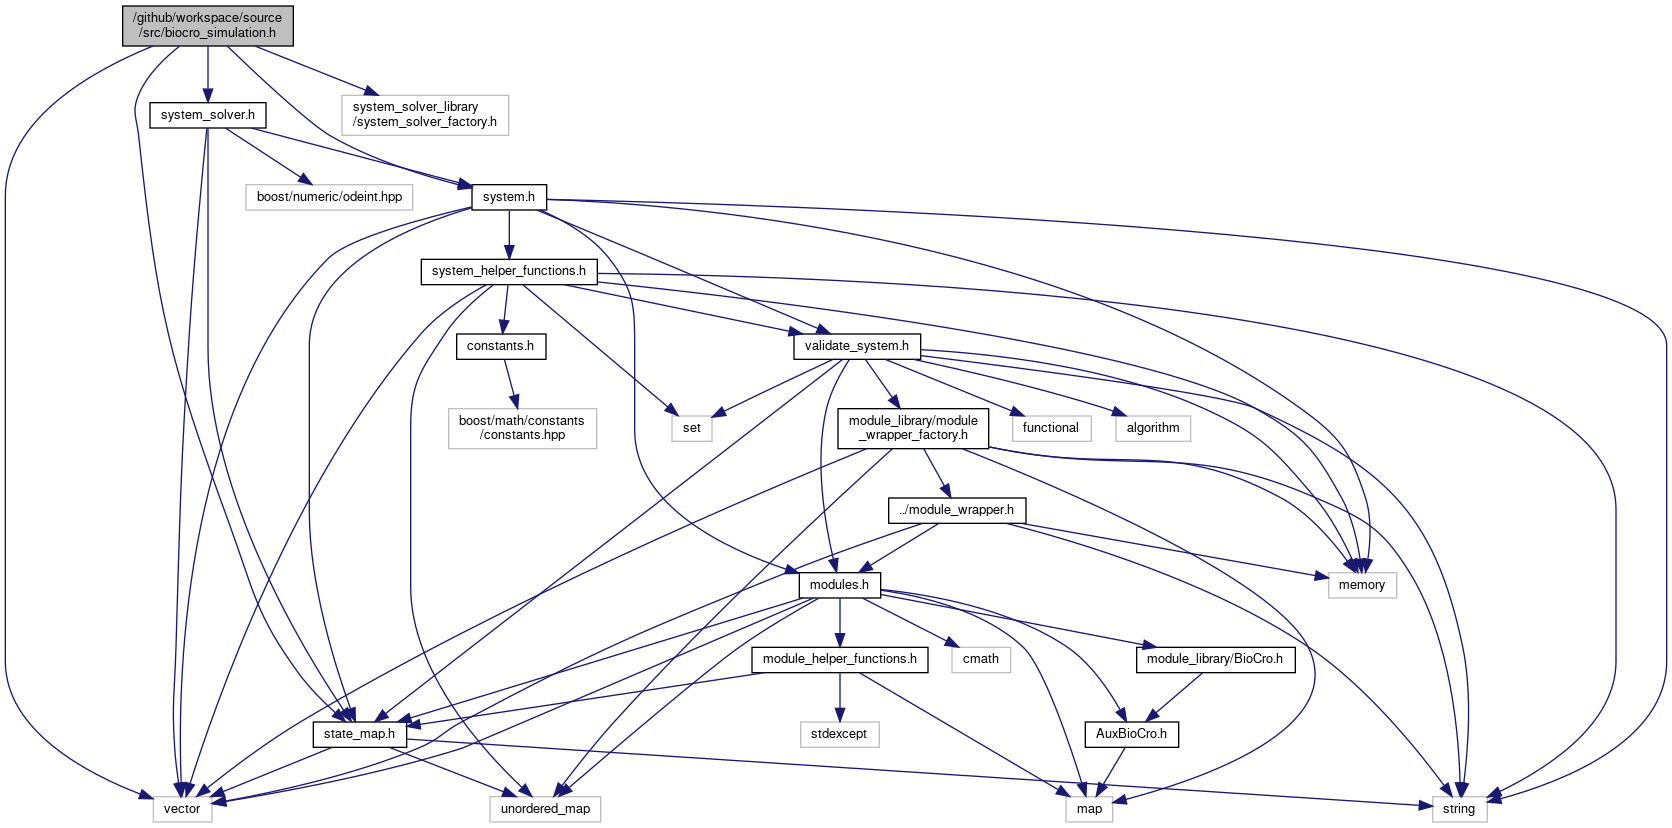 /github/workspace/source
/src/biocro_simulation.h
system_solver.h
system_solver_library
/system_solver_factory.h
boost/numeric/odeint.hpp
system.h
system_helper_functions.h
constants.h
validate_system.h
boost/math/constants
/constants.hpp
set
module_library/module
_wrapper_factory.h
functional
algorithm
../module_wrapper.h
modules.h
memory
module_helper_functions.h
cmath
module_library/BioCro.h
state_map.h
stdexcept
AuxBioCro.h
vector
unordered_map
map
string